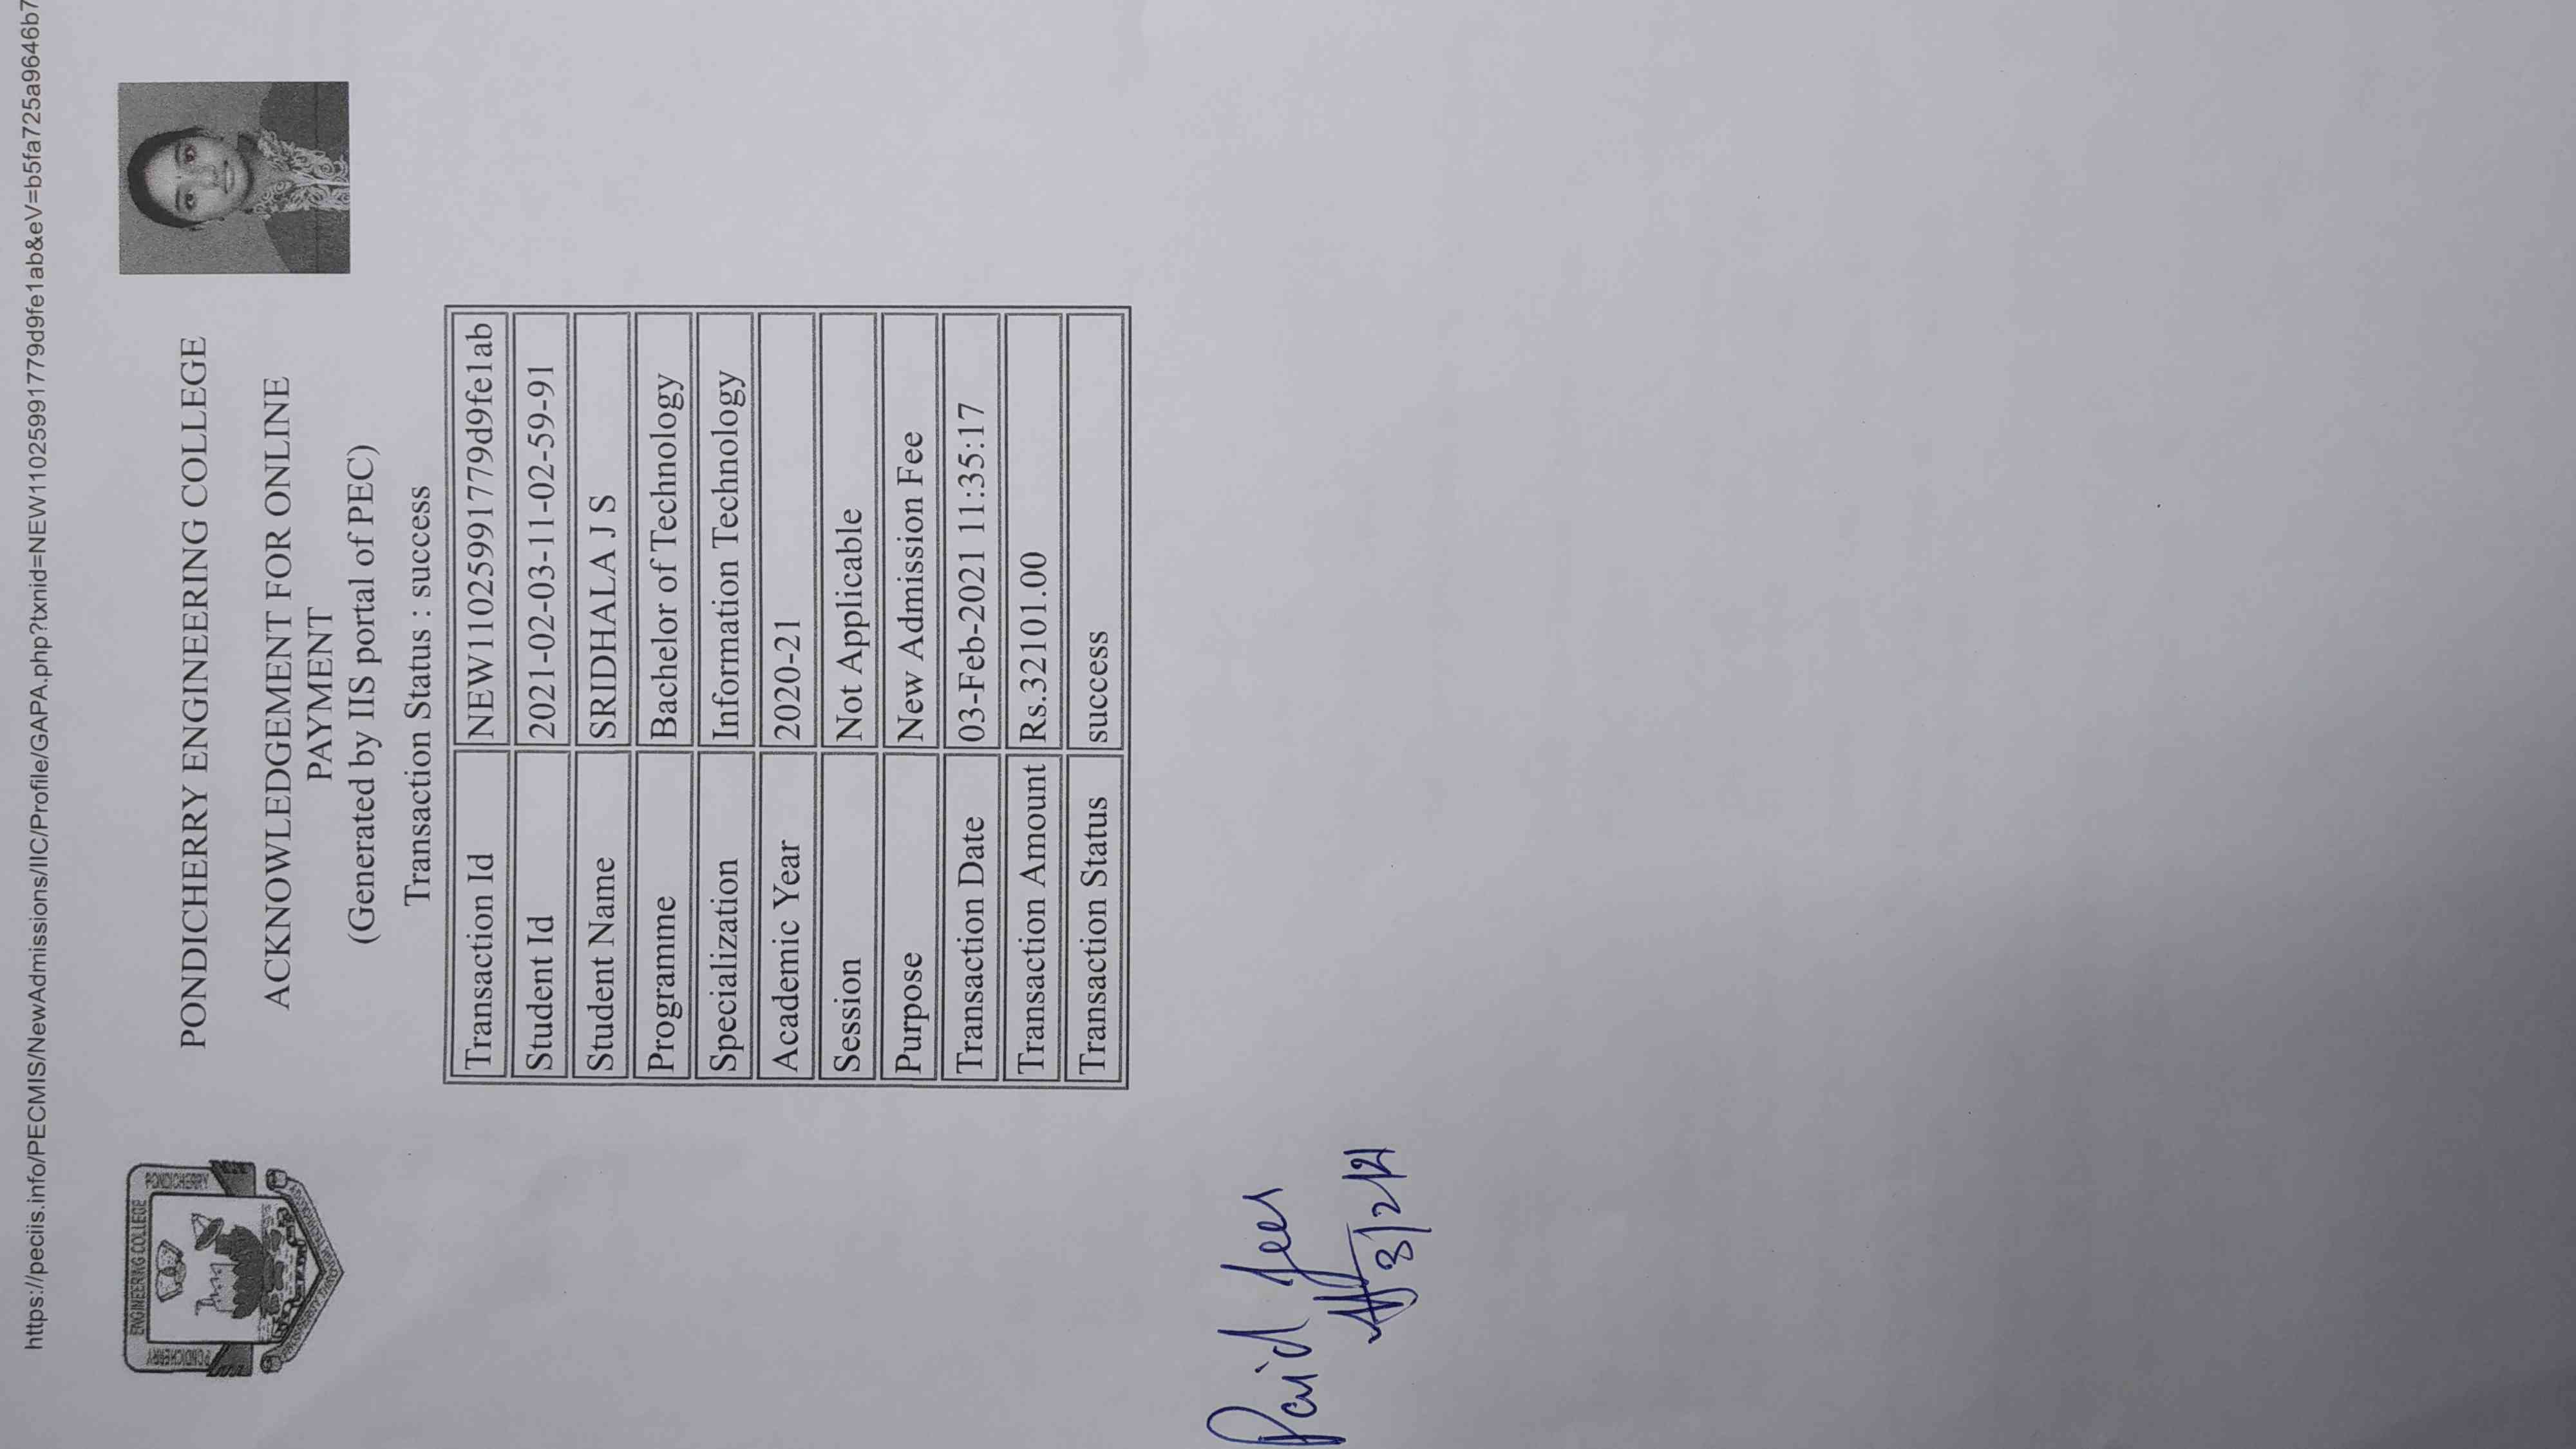 https://peciis.info/PECMIS/NS/NewAdmissions/IIC/Profile/GAPA.php?txnid=NEW1102599177​9d9fe1ab&eV=b5fa725a9646b7
ENGINEERING COLLEGE
PONDICHERRY
PONDICHERRY
PONDICHERRY ENGINEERING COLLEGE
ACKNOWLEDGEMENT FOR ONLINE
PAYMENT
(Generated by IIS portal of PEC)
Transaction Status : success
Transaction Id NEW11025991779d9fe1ab
Student Id 2021-02-03-11-02-59-91
Student Name SRIDHALA J S
Programme Bachelor of Technology
Specialization Information Technology
Academic Year 2020-21
Session Not Applicable
Purpose New Admission Fee
Transaction Date 03-Feb-2021 11:35:17
Transaction Amount Rs.32101.00
Transaction Status success
Paid fees
3/2/21